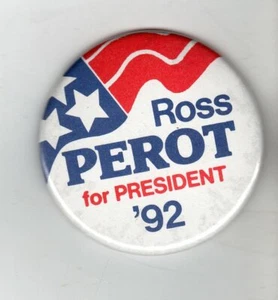 Ross
PEROT
for PRESIDENT
'92